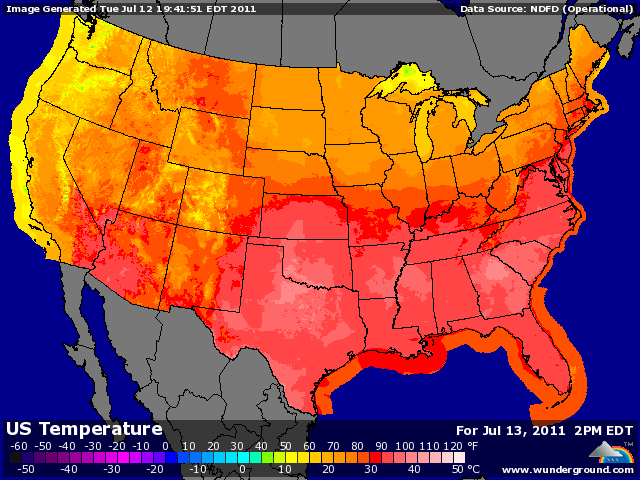 Image Generated Tue Jul 12 19:41:51 EDT 2011
Data Source: NDFD (Operational)
US Temperature
For Jul 13, 2011 2PM EDT
-60 -50 -40 -30 -20 -10 0 10 20 30 40 50 60 70 80 90 100 110 120 °F
-50 -40 -30 -20 -10 0 10 20 30 40 50 °C
TM
www.wunderground.com